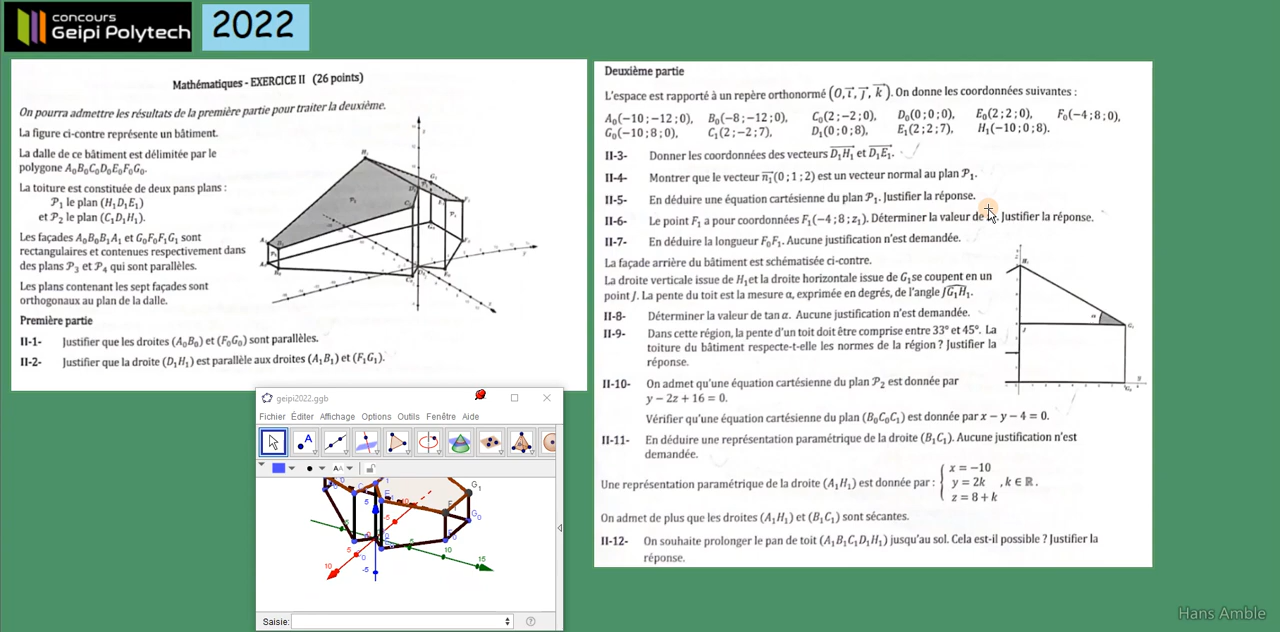 concours
Geipi Polytech
2022
Mathématiques - EXERCICE II (26 points)
On pourra admettre les résultats de la première partie pour traiter la deuxième.
La figure ci-contre représente un bâtiment.
La dalle de ce bâtiment est délimitée par le
polygone A₀B₀C₀D₀E₀F₀G₀.
La toiture est constituée de deux pans plans :
𝒫₁ le plan (H₁D₁E₁)
et 𝒫₂ le plan (C₁D₁H₁).
Les façades A₀B₀B₁A₁ et G₀F₀F₁G₁ sont
rectangulaires et contenues respectivement dans
des plans 𝒫₃ et 𝒫₄ qui sont parallèles.
Les plans contenant les sept façades sont
orthogonaux au plan de la dalle.
Première partie
II-1- Justifier que les droites (A₀B₀) et (F₀G₀) sont parallèles.
II-2- Justifier que la droite (D₁H₁) est parallèle aux droites (A₁B₁) et (F₁G₁).
geipi2022.ggb
Fichier Éditer Affichage Options Outils Fenêtre Aide
A
AA
G₁
G₀
5
5
10
15
10
-5
Saisie:
Deuxième partie
L'espace est rapporté à un repère orthonormé (O, i⃗, j⃗, k⃗). On donne les coordonnées suivantes :
A₀(−10 ; −12 ; 0), B₀(−8 ; −12 ; 0), C₀(2 ; −2 ; 0), D₀(0 ; 0 ; 0), E₀(2 ; 2 ; 0), F₀(−4 ; 8 ; 0),
G₀(−10 ; 8 ; 0), C₁(2 ; −2 ; 7), D₁(0 ; 0 ; 8), E₁(2 ; 2 ; 7), H₁(−10 ; 0 ; 8).
II-3- Donner les coordonnées des vecteurs D₁H₁⃗ et D₁E₁⃗.
II-4- Montrer que le vecteur n₁⃗(0 ; 1 ; 2) est un vecteur normal au plan 𝒫₁.
II-5- En déduire une équation cartésienne du plan 𝒫₁. Justifier la réponse.
II-6- Le point F₁ a pour coordonnées F₁(−4 ; 8 ; z₁). Déterminer la valeur de Justifier la réponse.
II-7- En déduire la longueur F₀F₁. Aucune justification n'est demandée.
La façade arrière du bâtiment est schématisée ci-contre.
La droite verticale issue de H₁et la droite horizontale issue de G₁se coupent en un
point J. La pente du toit est la mesure α, exprimée en degrés, de l'angle JG₁H₁.
II-8- Déterminer la valeur de tan α. Aucune justification n'est demandée.
II-9- Dans cette région, la pente d'un toit doit être comprise entre 33° et 45°. La
toiture du bâtiment respecte-t-elle les normes de la région ? Justifier la
réponse.
II-10- On admet qu'une équation cartésienne du plan 𝒫₂ est donnée par
y − 2z + 16 = 0.
Vérifier qu'une équation cartésienne du plan (B₀C₀C₁) est donnée par x − y − 4 = 0.
II-11- En déduire une représentation paramétrique de la droite (B₁C₁). Aucune justification n'est
demandée.
Une représentation paramétrique de la droite (A₁H₁) est donnée par : { x = −10
y = 2k , k ∈ ℝ.
z = 8 + k
On admet de plus que les droites (A₁H₁) et (B₁C₁) sont sécantes.
II-12- On souhaite prolonger le pan de toit (A₁B₁C₁D₁H₁) jusqu'au sol. Cela est-il possible ? Justifier la
réponse.
Hans Amble